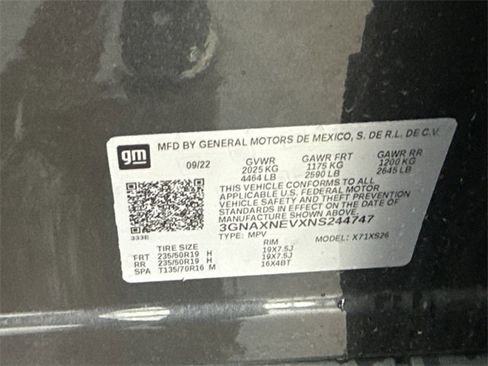 gm
MFD BY GENERAL MOTORS DE MEXICO, S. DE R.L. DE C.V.
09/22 GVWR GAWR FRT GAWR RR
2025 KG 1175 KG 1200 KG
4464 LB 2590 LB 2645 LB
THIS VEHICLE CONFORMS TO ALL
APPLICABLE U.S. FEDERAL MOTOR
VEHICLE SAFETY AND THEFT PREVENTION
STANDARDS IN EFFECT ON THE DATE OF
MANUFACTURE SHOWN ABOVE.
333E 3GNAXNEVXNS244747
TYPE: MPV MODEL: X71XS26
TIRE SIZE RIM
FRT 235/50R19 H 19X7.5J
RR 235/50R19 H 19X7.5J
SPA T135/70R16 M 16X4BT